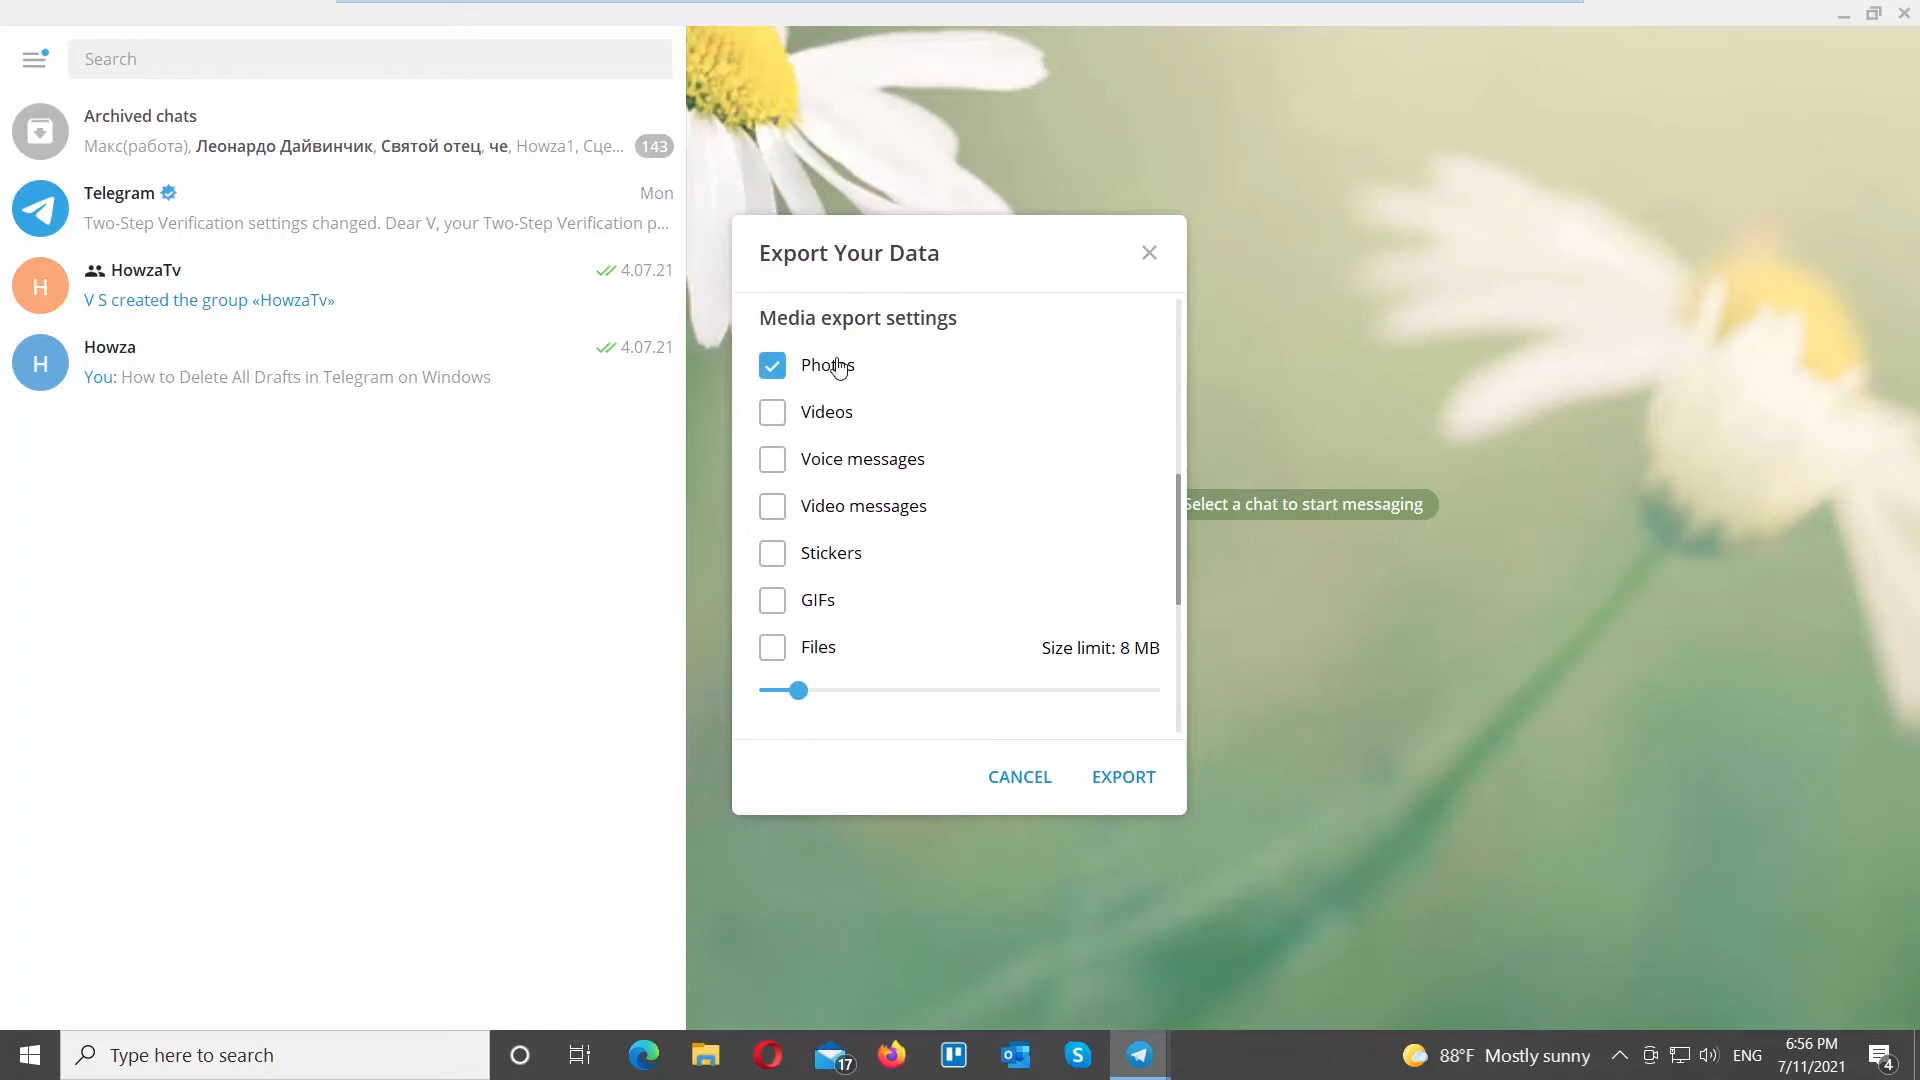 Search
Archived chats
Макс(работа), Леонардо Дайвинчик, Святой отец, че, Howza1, Сце... 143
Telegram Mon
Two-Step Verification settings changed. Dear V, your Two-Step Verification p...
H HowzaTv 4.07.21
V S created the group «HowzaTv»
H Howza 4.07.21
You: How to Delete All Drafts in Telegram on Windows
Export Your Data
Media export settings
Photos
Videos
Voice messages
Video messages
Stickers
GIFs
Files Size limit: 8 MB
CANCEL EXPORT
Select a chat to start messaging
Type here to search
17
88°F Mostly sunny
ENG
6:56 PM
7/11/2021
4